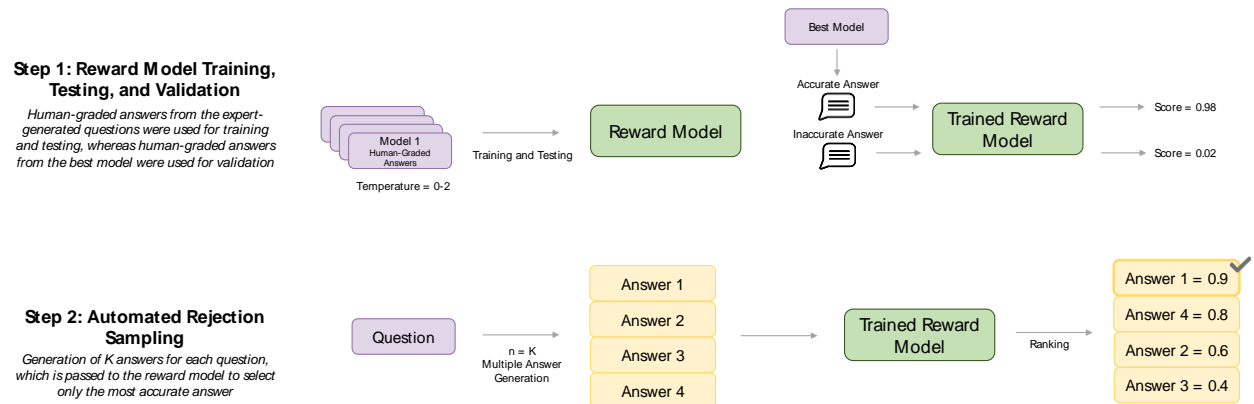 Step 1: Reward Model Training,
Testing, and Validation
Human-graded answers from the expert-
generated questions were used for training
and testing, whereas human-graded answers
from the best model were used for validation
Model 1
Human-Graded
Answers
Temperature = 0-2
Training and Testing
Reward Model
Best Model
Accurate Answer
Inaccurate Answer
Trained Reward
Model
Score = 0.98
Score = 0.02
Step 2: Automated Rejection
Sampling
Generation of K answers for each question,
which is passed to the reward model to select
only the most accurate answer
Question
n = K
Multiple Answer
Generation
Answer 1
Answer 2
Answer 3
Answer 4
Trained Reward
Model
Ranking
Answer 1 = 0.9
Answer 4 = 0.8
Answer 2 = 0.6
Answer 3 = 0.4